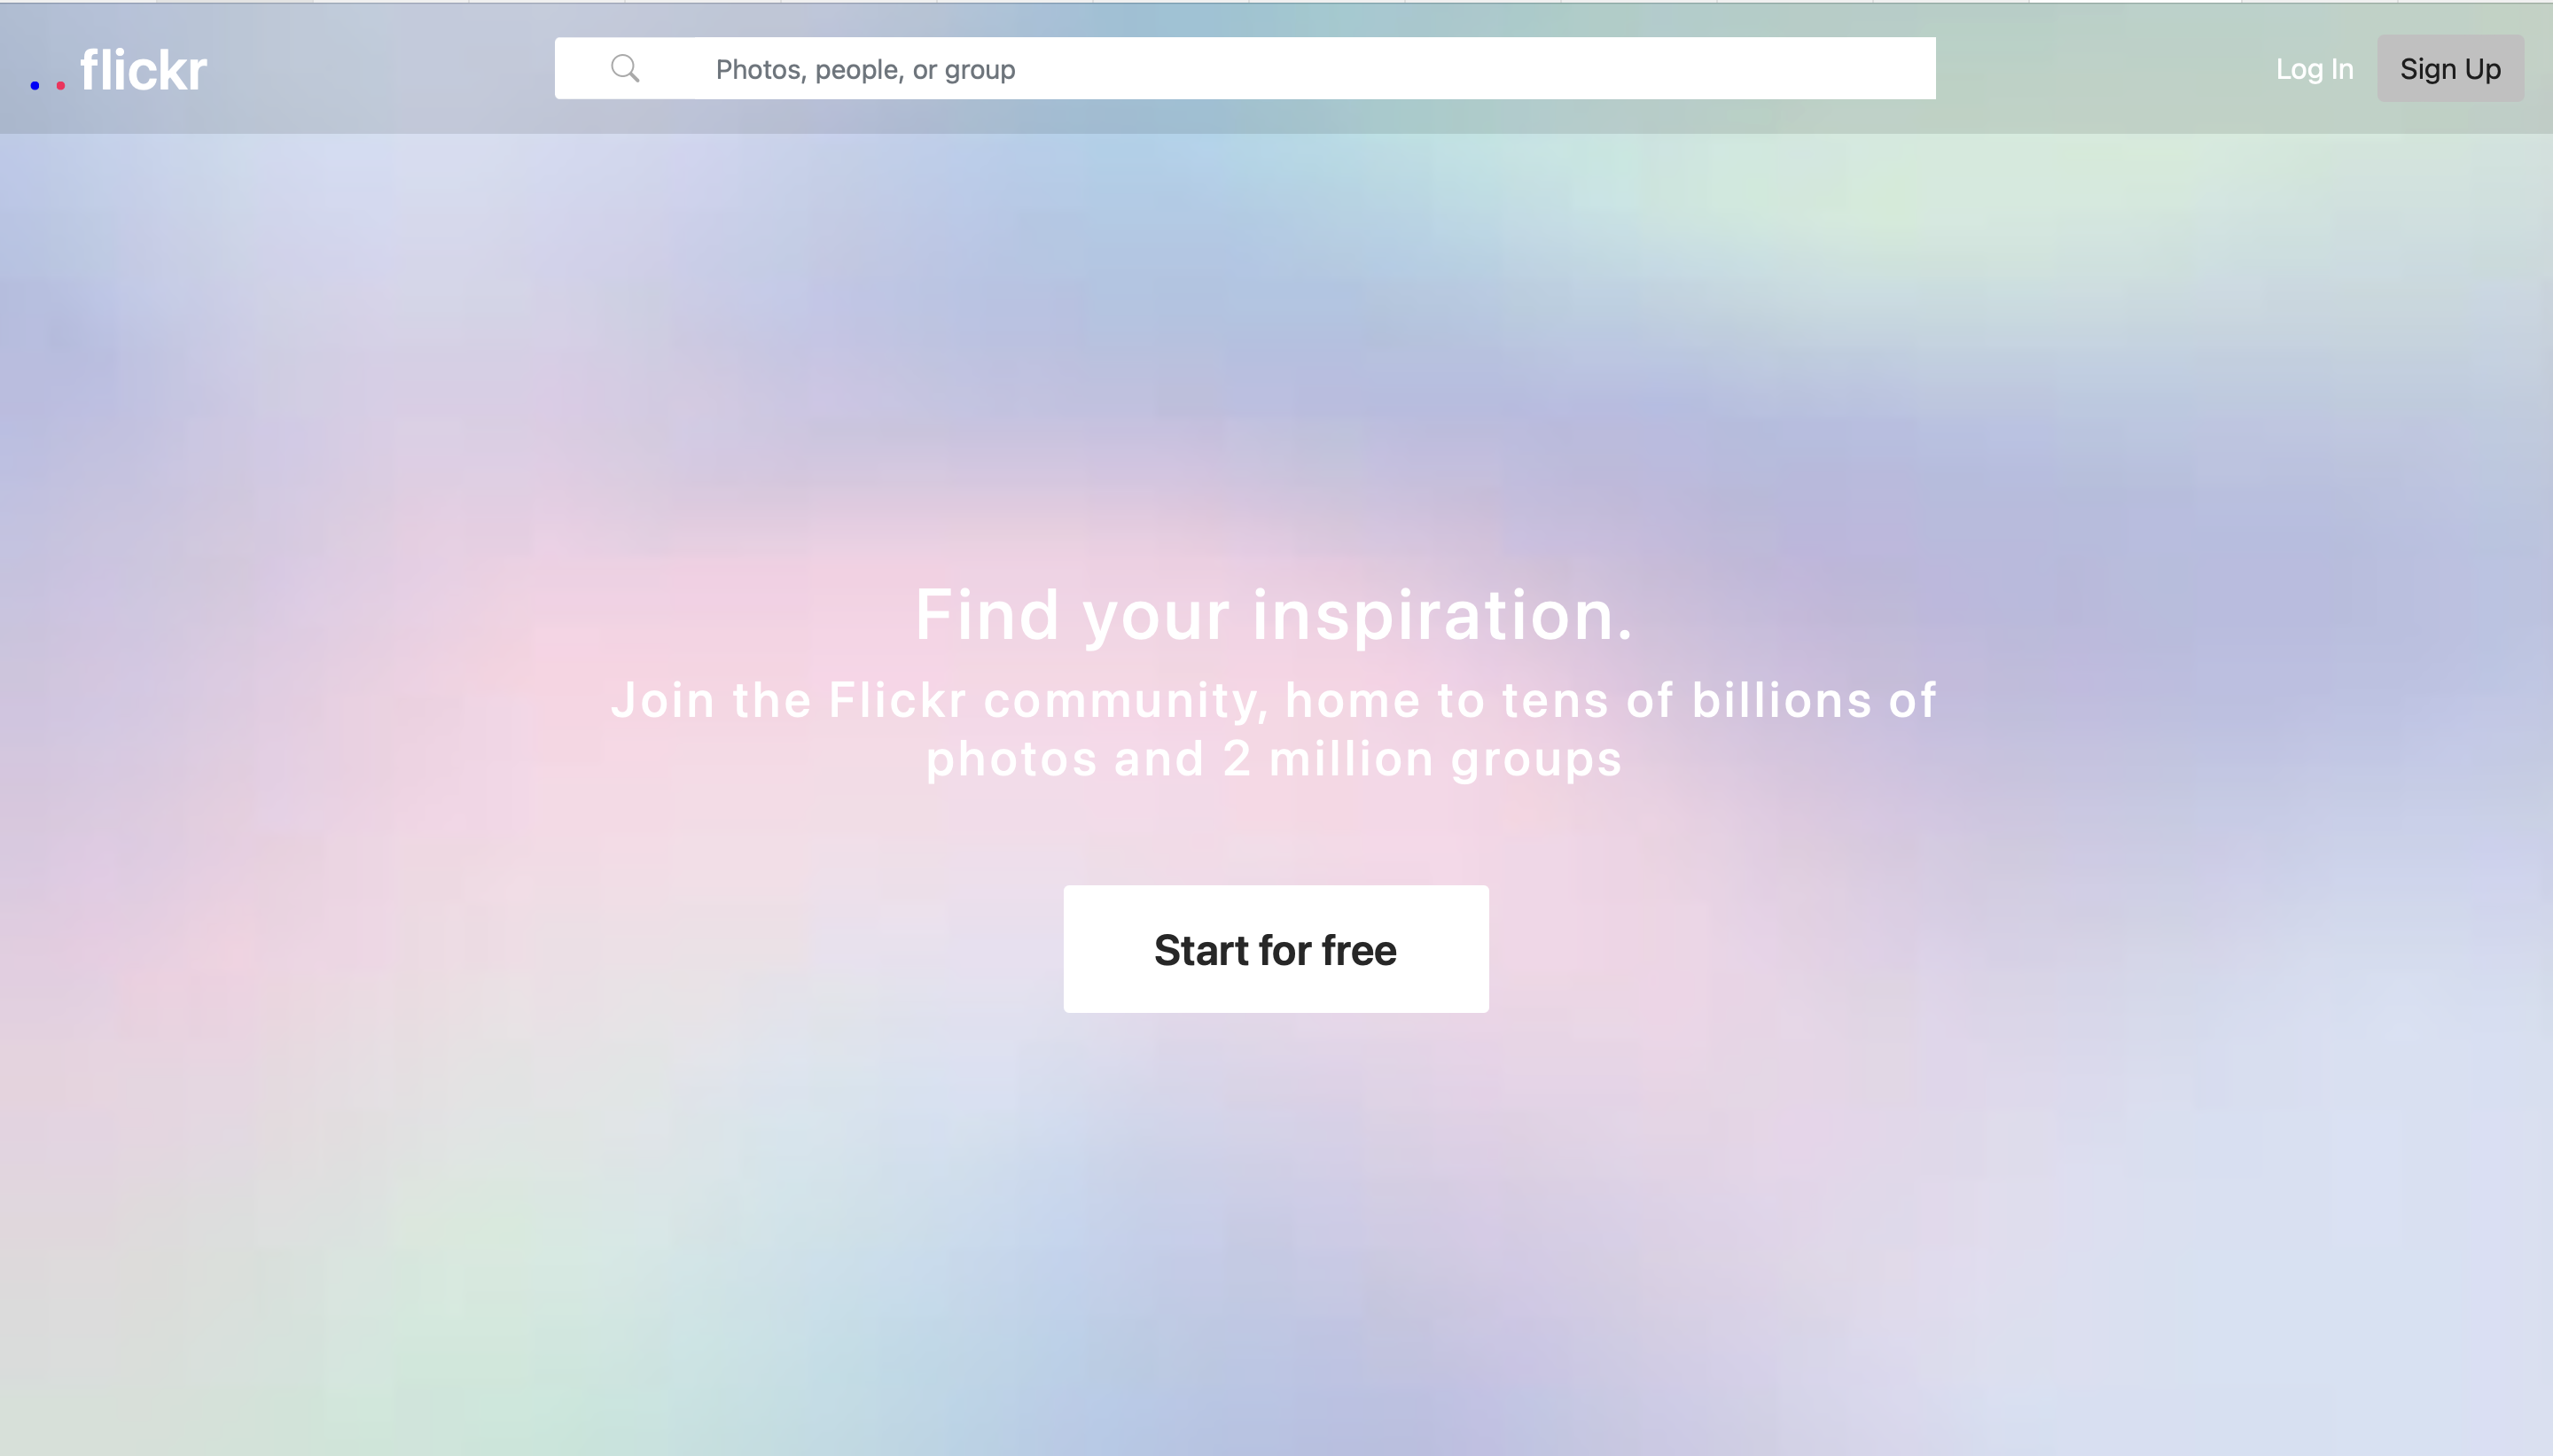 flickr
Photos, people, or group
Log In
Sign Up
Find your inspiration.
Join the Flickr community, home to tens of billions of
photos and 2 million groups
Start for free